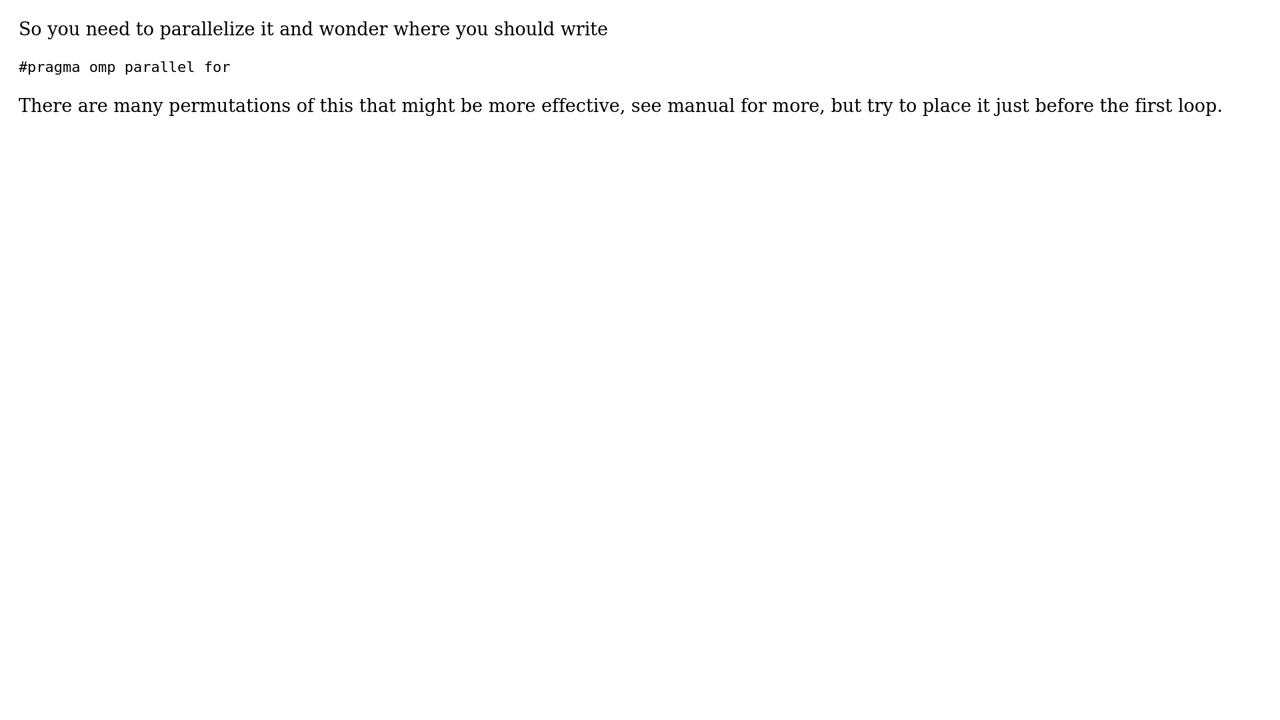 So you need to parallelize it and wonder where you should write
#pragma omp parallel for
There are many permutations of this that might be more effective, see manual for more, but try to place it just before the first loop.